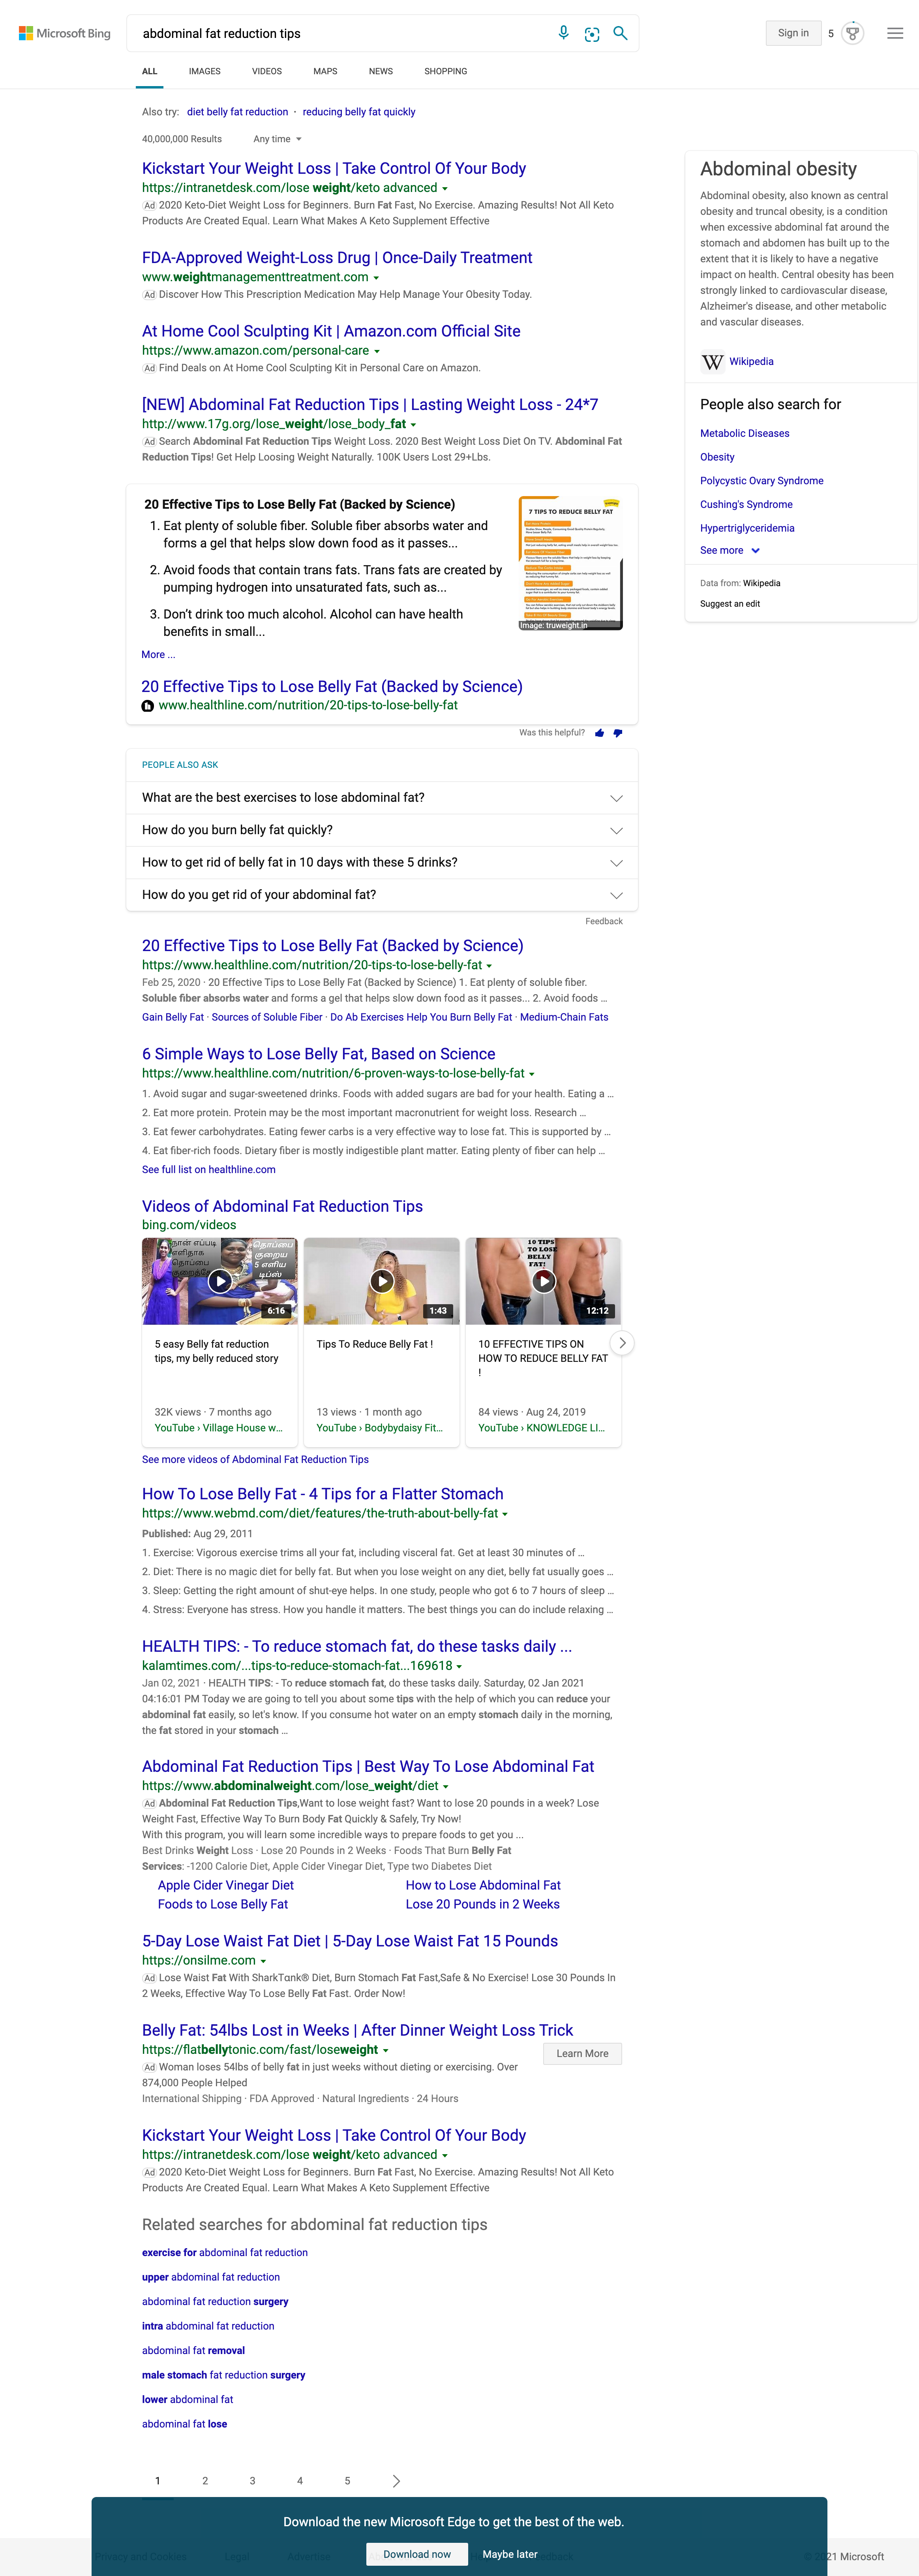 Microsoft Bing
abdominal fat reduction tips
Sign in
5
ALL
IMAGES
VIDEOS
MAPS
NEWS
SHOPPING
Also try: diet belly fat reduction · reducing belly fat quickly
40,000,000 Results
Any time
Kickstart Your Weight Loss | Take Control Of Your Body
https://intranetdesk.com/lose weight/keto advanced
Ad 2020 Keto-Diet Weight Loss for Beginners. Burn Fat Fast, No Exercise. Amazing Results! Not All Keto
Products Are Created Equal. Learn What Makes A Keto Supplement Effective
FDA-Approved Weight-Loss Drug | Once-Daily Treatment
www.weightmanagementtreatment.com
Ad Discover How This Prescription Medication May Help Manage Your Obesity Today.
At Home Cool Sculpting Kit | Amazon.com Official Site
https://www.amazon.com/personal-care
Ad Find Deals on At Home Cool Sculpting Kit in Personal Care on Amazon.
[NEW] Abdominal Fat Reduction Tips | Lasting Weight Loss - 24*7
http://www.17g.org/lose_weight/lose_body_fat
Ad Search Abdominal Fat Reduction Tips Weight Loss. 2020 Best Weight Loss Diet On TV. Abdominal Fat
Reduction Tips! Get Help Loosing Weight Naturally. 100K Users Lost 29+Lbs.
20 Effective Tips to Lose Belly Fat (Backed by Science)
1. Eat plenty of soluble fiber. Soluble fiber absorbs water and
forms a gel that helps slow down food as it passes...
2. Avoid foods that contain trans fats. Trans fats are created by
pumping hydrogen into unsaturated fats, such as...
3. Don't drink too much alcohol. Alcohol can have health
benefits in small...
7 TIPS TO REDUCE BELLY FAT
Image: truweight.in
More ...
20 Effective Tips to Lose Belly Fat (Backed by Science)
www.healthline.com/nutrition/20-tips-to-lose-belly-fat
Was this helpful?
PEOPLE ALSO ASK
What are the best exercises to lose abdominal fat?
How do you burn belly fat quickly?
How to get rid of belly fat in 10 days with these 5 drinks?
How do you get rid of your abdominal fat?
Feedback
20 Effective Tips to Lose Belly Fat (Backed by Science)
https://www.healthline.com/nutrition/20-tips-to-lose-belly-fat
Feb 25, 2020 · 20 Effective Tips to Lose Belly Fat (Backed by Science) 1. Eat plenty of soluble fiber.
Soluble fiber absorbs water and forms a gel that helps slow down food as it passes... 2. Avoid foods ...
Gain Belly Fat · Sources of Soluble Fiber · Do Ab Exercises Help You Burn Belly Fat · Medium-Chain Fats
6 Simple Ways to Lose Belly Fat, Based on Science
https://www.healthline.com/nutrition/6-proven-ways-to-lose-belly-fat
1. Avoid sugar and sugar-sweetened drinks. Foods with added sugars are bad for your health. Eating a ...
2. Eat more protein. Protein may be the most important macronutrient for weight loss. Research ...
3. Eat fewer carbohydrates. Eating fewer carbs is a very effective way to lose fat. This is supported by ...
4. Eat fiber-rich foods. Dietary fiber is mostly indigestible plant matter. Eating plenty of fiber can help ...
See full list on healthline.com
Videos of Abdominal Fat Reduction Tips
bing.com/videos
நான் எப்படி
எளிதாக
தொப்பை
குறைத்தேன்
தொப்பை
குறைய
5 எளிய
டிப்ஸ்
6:16
5 easy Belly fat reduction
tips, my belly reduced story
32K views · 7 months ago
YouTube › Village House w...
1:43
Tips To Reduce Belly Fat !
13 views · 1 month ago
YouTube › Bodybydaisy Fit...
10 TIPS
TO LOSE
BELLY
FAT!
12:12
10 EFFECTIVE TIPS ON
HOW TO REDUCE BELLY FAT
!
84 views · Aug 24, 2019
YouTube › KNOWLEDGE LI...
See more videos of Abdominal Fat Reduction Tips
How To Lose Belly Fat - 4 Tips for a Flatter Stomach
https://www.webmd.com/diet/features/the-truth-about-belly-fat
Published: Aug 29, 2011
1. Exercise: Vigorous exercise trims all your fat, including visceral fat. Get at least 30 minutes of ...
2. Diet: There is no magic diet for belly fat. But when you lose weight on any diet, belly fat usually goes ...
3. Sleep: Getting the right amount of shut-eye helps. In one study, people who got 6 to 7 hours of sleep ...
4. Stress: Everyone has stress. How you handle it matters. The best things you can do include relaxing ...
HEALTH TIPS: - To reduce stomach fat, do these tasks daily ...
kalamtimes.com/...tips-to-reduce-stomach-fat...169618
Jan 02, 2021 · HEALTH TIPS: - To reduce stomach fat, do these tasks daily. Saturday, 02 Jan 2021
04:16:01 PM Today we are going to tell you about some tips with the help of which you can reduce your
abdominal fat easily, so let's know. If you consume hot water on an empty stomach daily in the morning,
the fat stored in your stomach ...
Abdominal Fat Reduction Tips | Best Way To Lose Abdominal Fat
https://www.abdominalweight.com/lose_weight/diet
Ad Abdominal Fat Reduction Tips,Want to lose weight fast? Want to lose 20 pounds in a week? Lose
Weight Fast, Effective Way To Burn Body Fat Quickly & Safely, Try Now!
With this program, you will learn some incredible ways to prepare foods to get you ...
Best Drinks Weight Loss · Lose 20 Pounds in 2 Weeks · Foods That Burn Belly Fat
Services: -1200 Calorie Diet, Apple Cider Vinegar Diet, Type two Diabetes Diet
Apple Cider Vinegar Diet
How to Lose Abdominal Fat
Foods to Lose Belly Fat
Lose 20 Pounds in 2 Weeks
5-Day Lose Waist Fat Diet | 5-Day Lose Waist Fat 15 Pounds
https://onsilme.com
Ad Lose Waist Fat With SharkTαnk® Diet, Burn Stomach Fat Fast,Safe & No Exercise! Lose 30 Pounds In
2 Weeks, Effective Way To Lose Belly Fat Fast. Order Now!
Belly Fat: 54lbs Lost in Weeks | After Dinner Weight Loss Trick
https://flatbellytonic.com/fast/loseweight
Learn More
Ad Woman loses 54lbs of belly fat in just weeks without dieting or exercising. Over
874,000 People Helped
International Shipping · FDA Approved · Natural Ingredients · 24 Hours
Kickstart Your Weight Loss | Take Control Of Your Body
https://intranetdesk.com/lose weight/keto advanced
Ad 2020 Keto-Diet Weight Loss for Beginners. Burn Fat Fast, No Exercise. Amazing Results! Not All Keto
Products Are Created Equal. Learn What Makes A Keto Supplement Effective
Related searches for abdominal fat reduction tips
exercise for abdominal fat reduction
upper abdominal fat reduction
abdominal fat reduction surgery
intra abdominal fat reduction
abdominal fat removal
male stomach fat reduction surgery
lower abdominal fat
abdominal fat lose
1
2
3
4
5
Abdominal obesity
Abdominal obesity, also known as central
obesity and truncal obesity, is a condition
when excessive abdominal fat around the
stomach and abdomen has built up to the
extent that it is likely to have a negative
impact on health. Central obesity has been
strongly linked to cardiovascular disease,
Alzheimer's disease, and other metabolic
and vascular diseases.
W Wikipedia
People also search for
Metabolic Diseases
Obesity
Polycystic Ovary Syndrome
Cushing's Syndrome
Hypertriglyceridemia
See more
Data from: Wikipedia
Suggest an edit
Download the new Microsoft Edge to get the best of the web.
Download now
Maybe later
Privacy and Cookies
Legal
Advertise
21 Microsoft